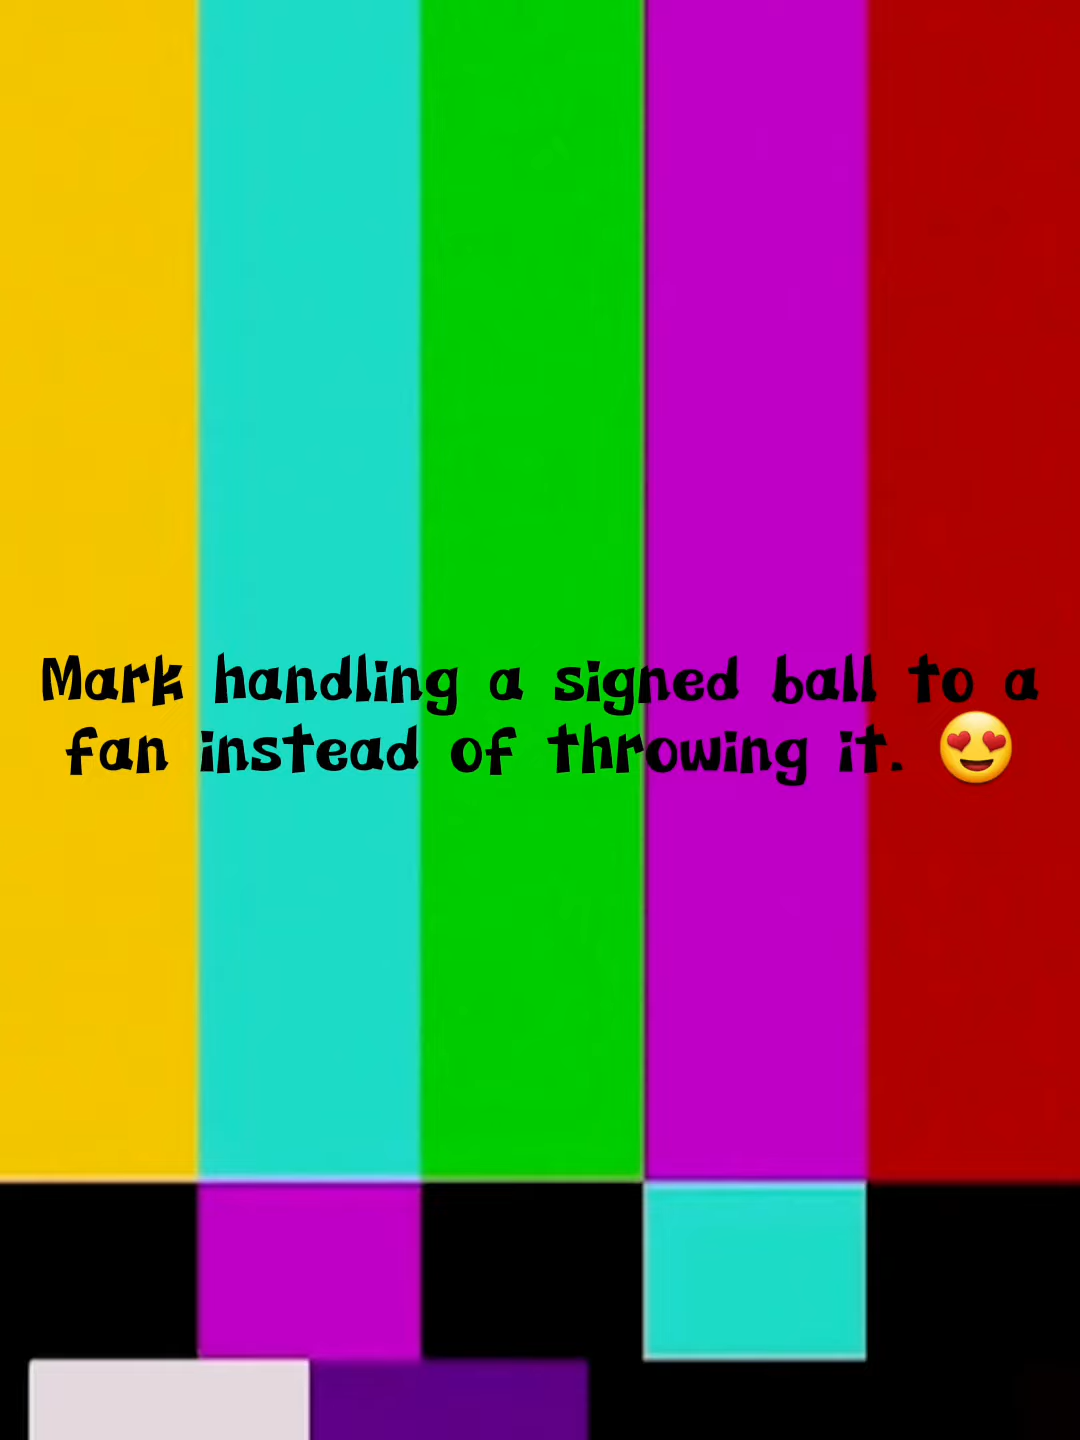 Mark handling a signed ball to a
fan instead of throwing it. 😍